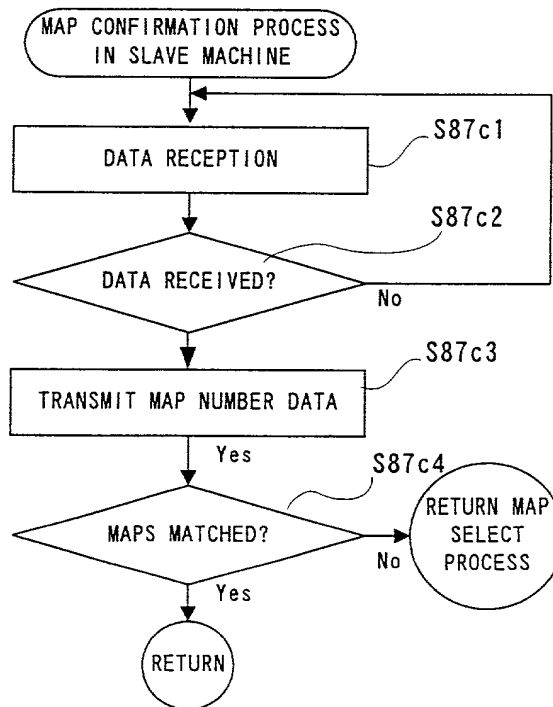 MAP CONFIRMATION PROCESS
IN SLAVE MACHINE
S87c1
DATA RECEPTION
S87c2
DATA RECEIVED?
No
S87c3
TRANSMIT MAP NUMBER DATA
Yes
S87c4
MAPS MATCHED?
No
RETURN MAP
SELECT
PROCESS
Yes
RETURN